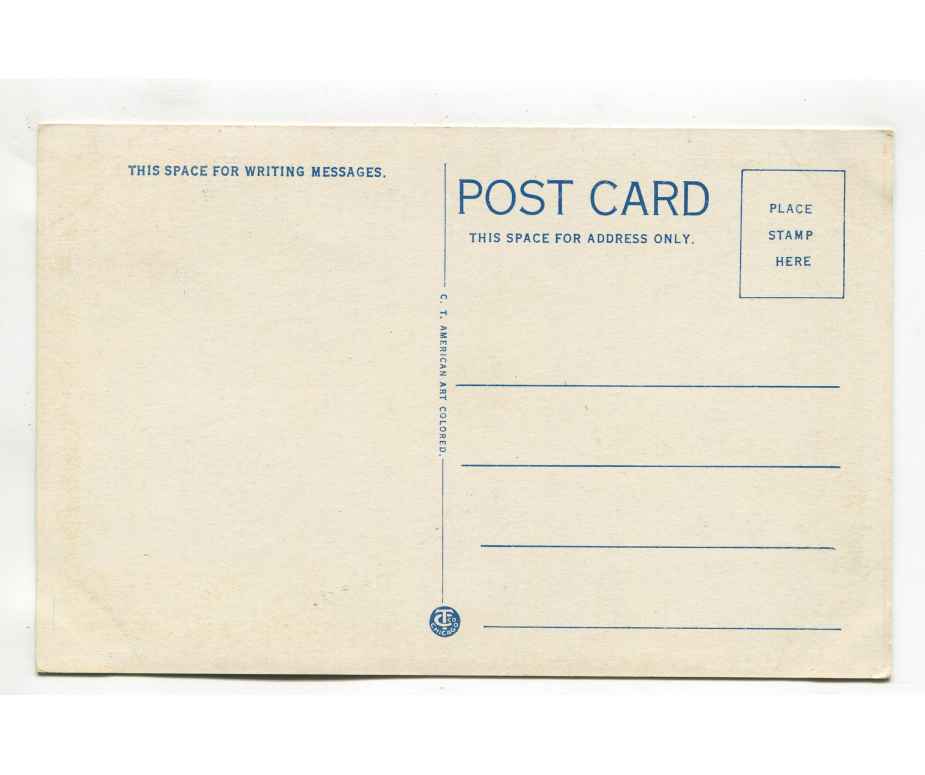 THIS SPACE FOR WRITING MESSAGES.
POST CARD
THIS SPACE FOR ADDRESS ONLY.
PLACE
STAMP
HERE
C. T. AMERICAN ART COLORED.
CT Co
CHICAGO